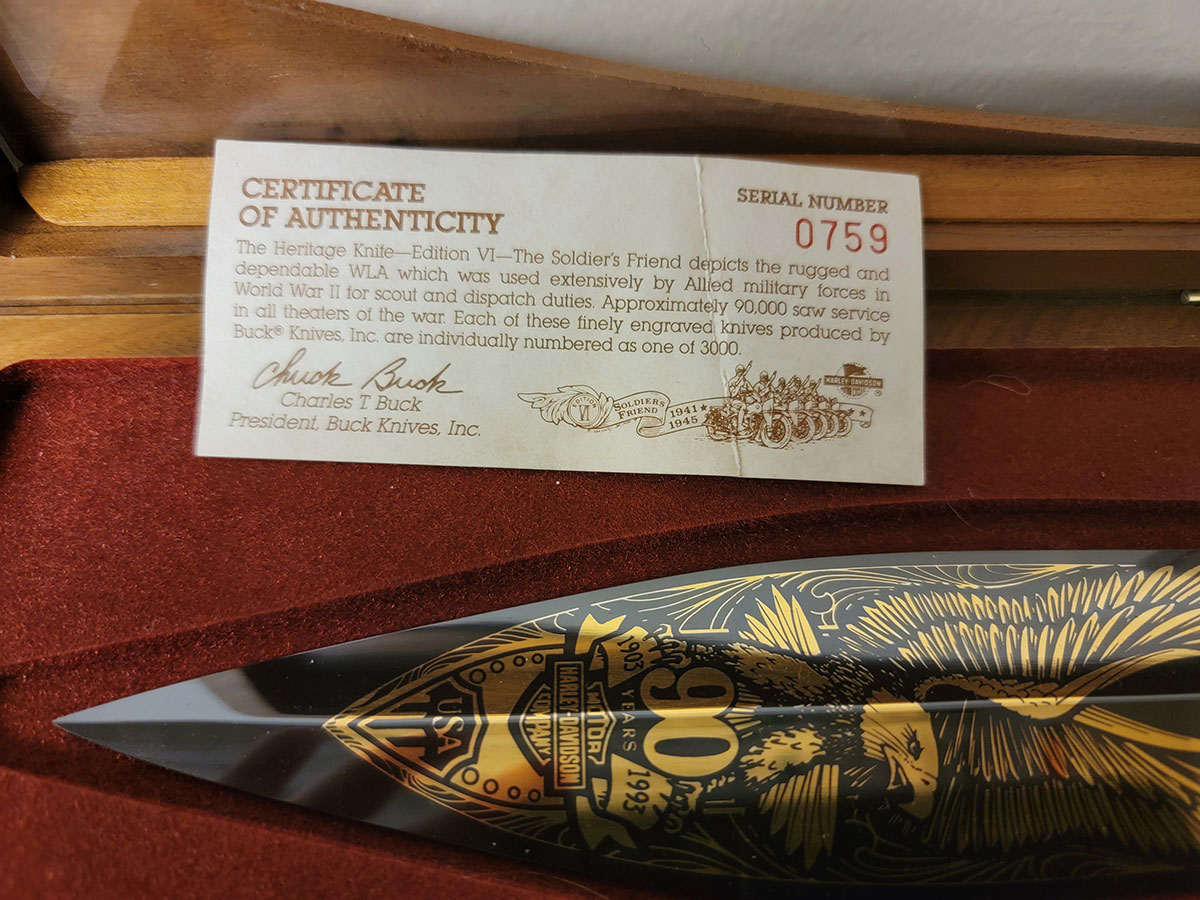 CERTIFICATE
OF AUTHENTICITY
SERIAL NUMBER
0759
The Heritage Knife—Edition VI—The Soldier's Friend depicts the rugged and
dependable WLA which was used extensively by Allied military forces in
World War II for scout and dispatch duties. Approximately 90,000 saw service
in all theaters of the war. Each of these finely engraved knives produced by
Buck® Knives, Inc. are individually numbered as one of 3000.
Chuck Buck
Charles T. Buck
President, Buck Knives, Inc.
EDITION
VI
SOLDIER'S
FRIEND
1941
1945
HARLEY-DAVIDSON
USA
MOTOR
HARLEY-DAVIDSON
COMPANY
1903
90
YEARS
1993